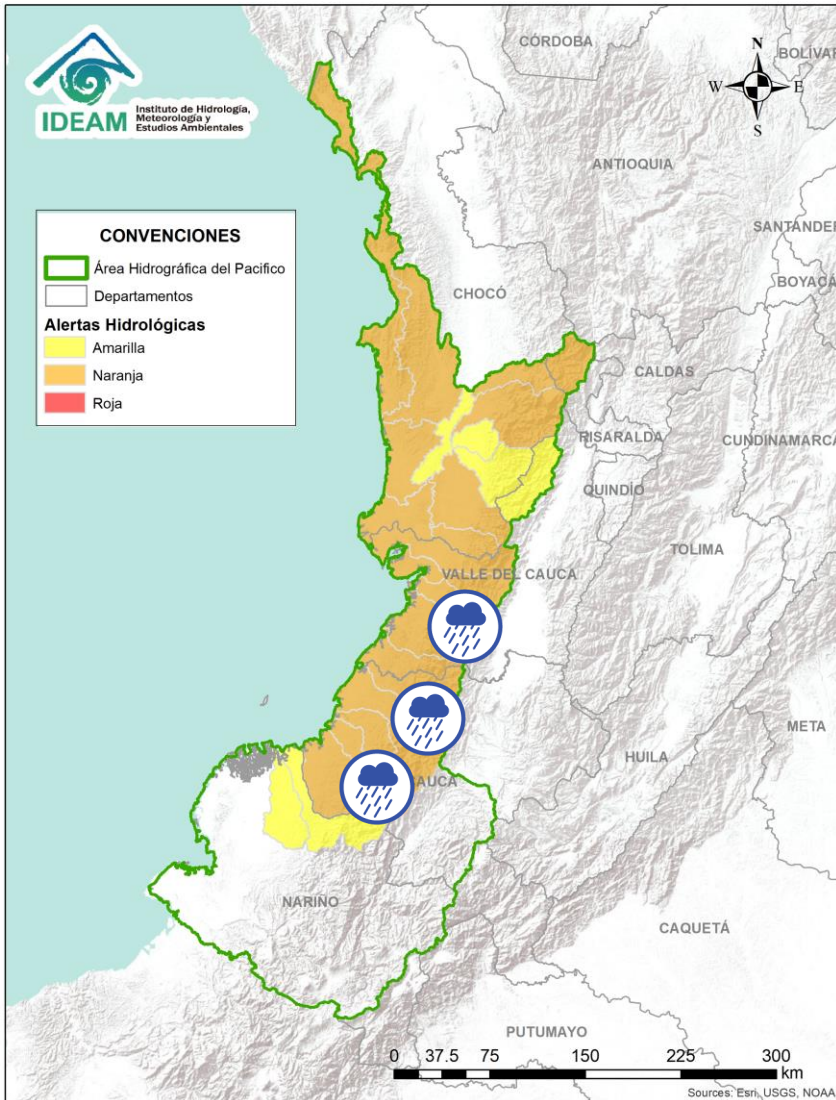 CÓRDOBA
BOLÍVAR
N
W E
S
IDEAM Instituto de Hidrología,
Meteorología y
Estudios Ambientales
ANTIOQUIA
SANTANDER
CONVENCIONES
Área Hidrográfica del Pacifico
Departamentos
Alertas Hidrológicas
Amarilla
Naranja
Roja
BOYACÁ
CHOCÓ
CALDAS
RISARALDA
CUNDINAMARCA
QUINDÍO
TOLIMA
VALLE DEL CAUCA
META
HUILA
AUCA
NARIÑO
CAQUETÁ
PUTUMAYO
0 37.5 75 150 225 300
km
Sources: Esri, USGS, NOAA